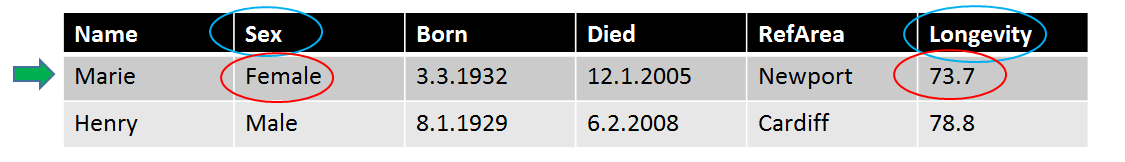 Name Sex Born Died RefArea Longevity
Marie Female 3.3.1932 12.1.2005 Newport 73.7
Henry Male 8.1.1929 6.2.2008 Cardiff 78.8